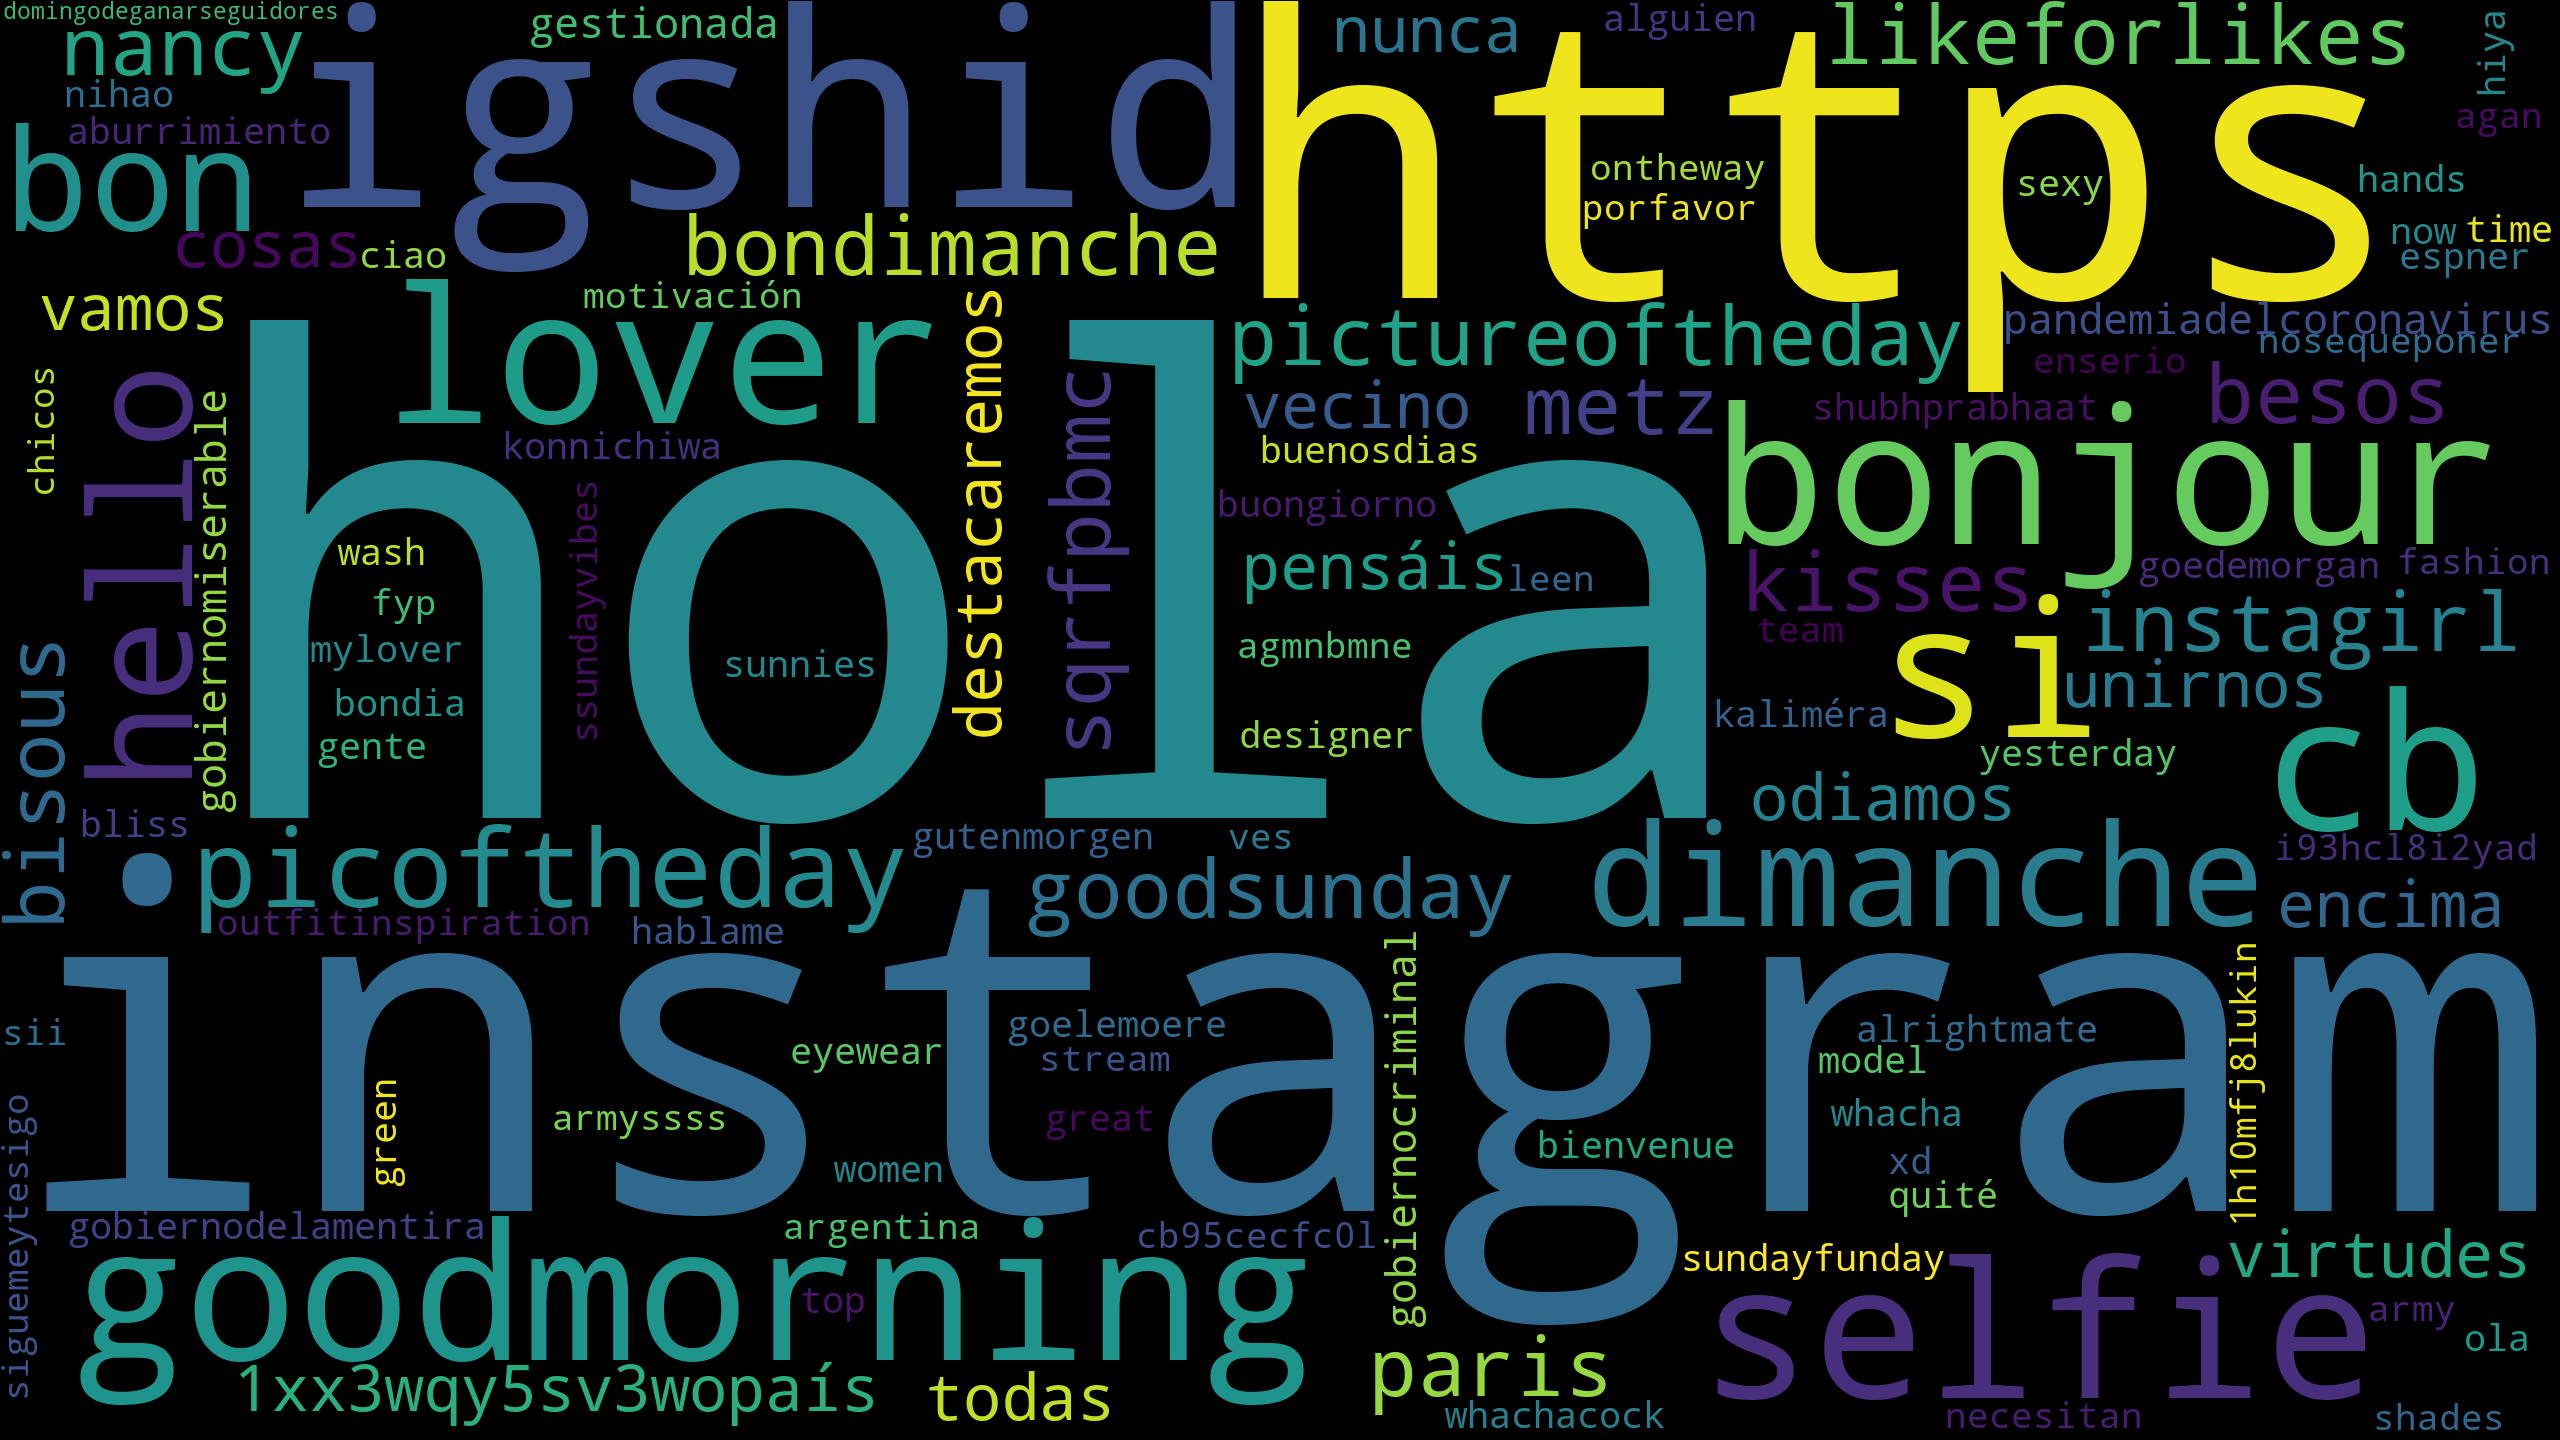 domingodeganarseguidores
nancy
gestionada
igshid
https
nunca
alguien
likeforlikes
hiya
nihao
aburrimiento
agan
bon
ontheway
porfavor
sexy
hands
cosas
ciao
bondimanche
now
time
espner
vamos
motivación
lover
destacaremos
pictureoftheday
pandemiadelcoronavirus
nosequeponer
enserio
chicos
hello
gobiernomiserable
hola
konnichiwa
sqrfpbmc
vecino
metz
shubhprabhaat
besos
buenosdias
bonjour
buongiorno
ssundayvibes
wash
fyp
mylover
sunnies
bondia
gente
pensáis
leen
kisses
goedemorgan
fashion
team
agmnbmne
si
instagirl
unirnos
designer
kaliméra
yesterday
cb
bisous
bliss
odiamos
picoftheday
gutenmorgen
ves
goodsunday
dimanche
i93hcl8i2yad
encima
outfitinspiration
hablame
instagram
gobiernocriminal
1h10mfj8lukin
sii
goelemoere
eyewear
stream
alrightmate
model
siguemeytesigo
green
armyssss
great
women
bienvenue
whacha
xd
quité
gobiernodelamentira
argentina
cb95cecfc0l
goodmorning
top
sundayfunday
virtudes
selfie
army
ola
1xx3wqy5sv3wopaís
todas
paris
whachacock
necesitan
shades